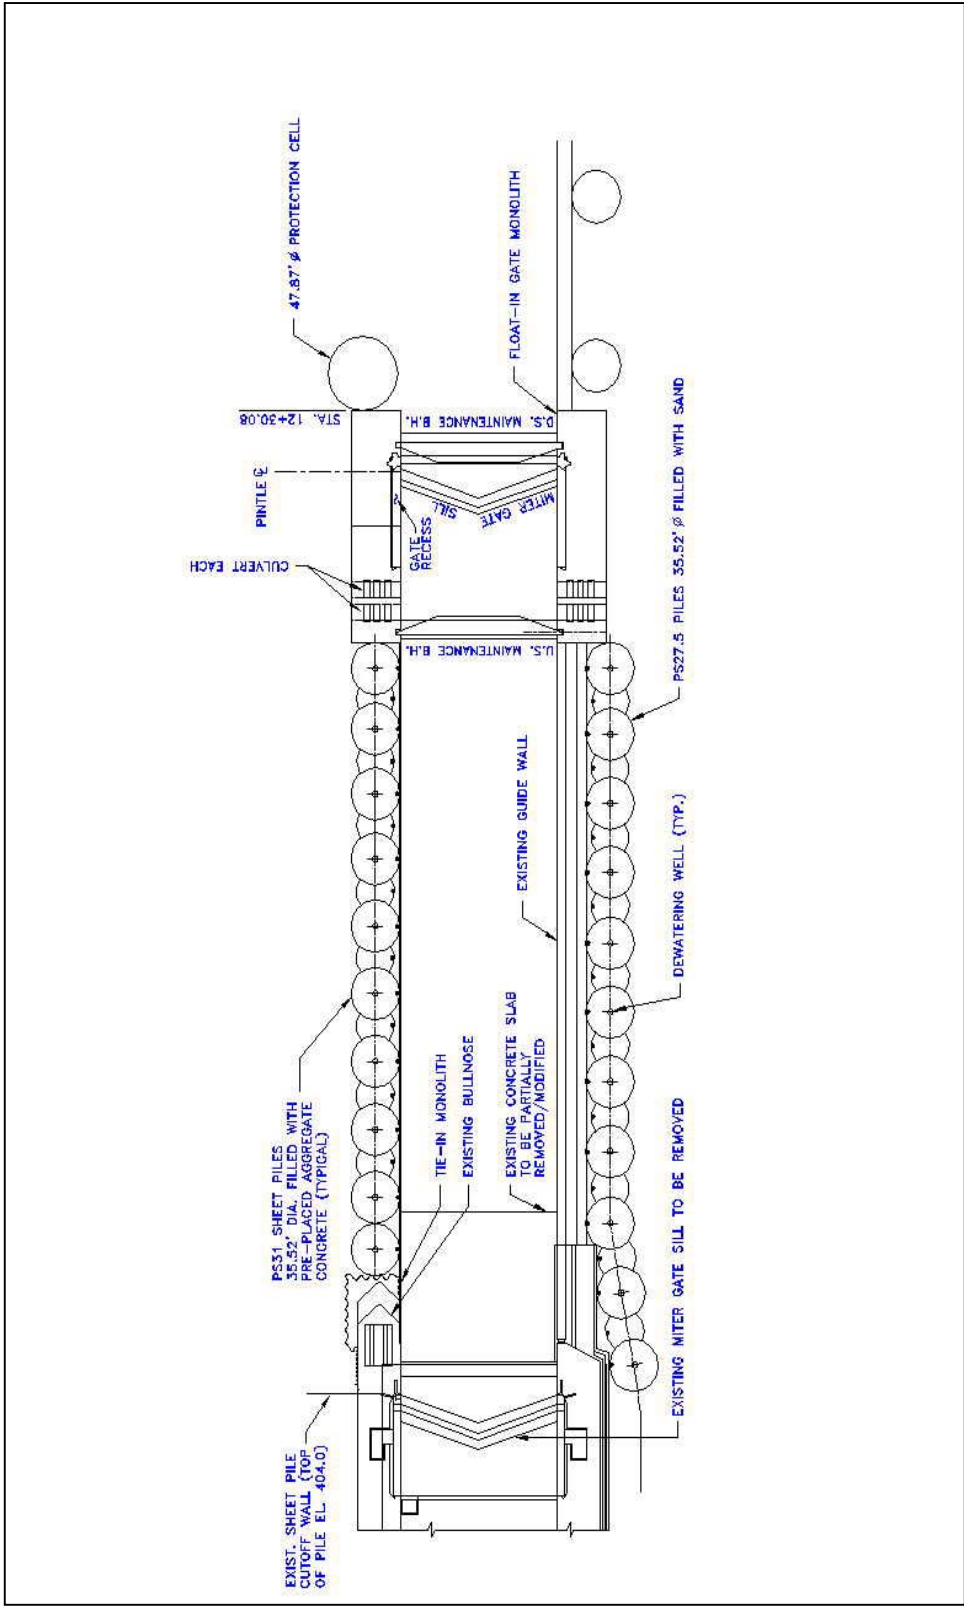 EXIST. SHEET PILE
CUTOFF WALL (TOP
OF PILE EL. 404.0)
PS31 SHEET PILES
35.52' DIA. FILLED WITH
PRE-PLACED AGGREGATE
CONCRETE (TYPICAL)
CULVERT EACH
PINTLE ℄
STA. 12+30.08
47.87' Ø PROTECTION CELL
GATE
RECESS
MITER GATE SILL
U.S. MAINTENANCE B.H.
D.S. MAINTENANCE B.H.
TIE-IN MONOLITH
EXISTING BULLNOSE
EXISTING CONCRETE SLAB
TO BE PARTIALLY
REMOVED/MODIFIED
EXISTING GUIDE WALL
FLOAT-IN GATE MONOLITH
EXISTING MITER GATE SILL TO BE REMOVED
DEWATERING WELL (TYP.)
PS27.5 PILES 35.52' Ø FILLED WITH SAND